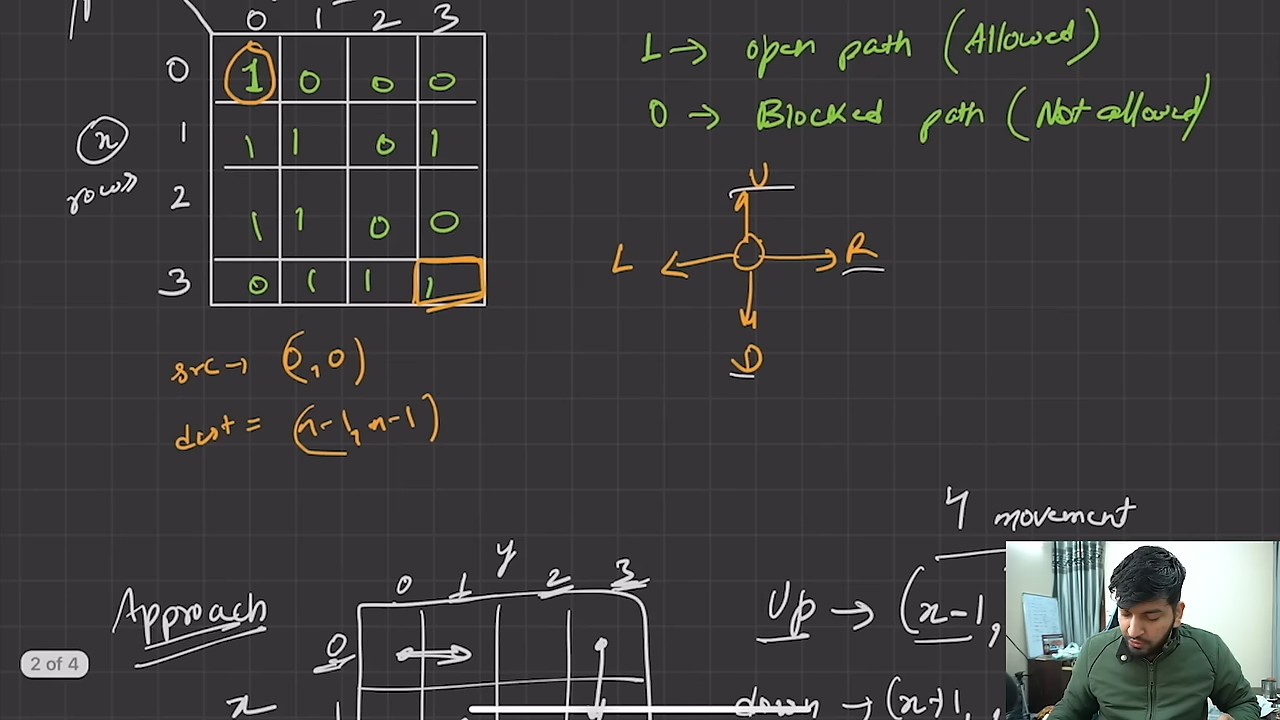 0 1 2 3
0 1 0 0 0
1 1 1 0 1
2 1 1 0 0
3 0 1 1 1
n
rows
1 → open path (Allowed)
0 → Blocked path (Not allowed)
U
L R
D
src → (0,0)
dest = (n-1, n-1)
4 movement
Approach
y
0 1 2 3
0
x
1
Up → (x-1,
down → (x+1,
2 of 4